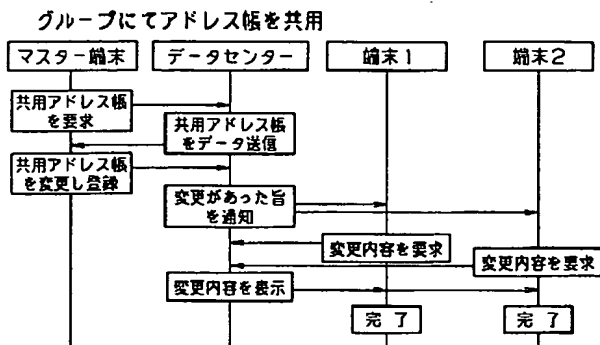 グループにてアドレス帳を共用
マスター端末
データセンター
端末1
端末2
共用アドレス帳
を要求
共用アドレス帳
をデータ送信
共用アドレス帳
を変更し登録
変更があった旨
を通知
変更内容を要求
変更内容を要求
変更内容を表示
完了
完了